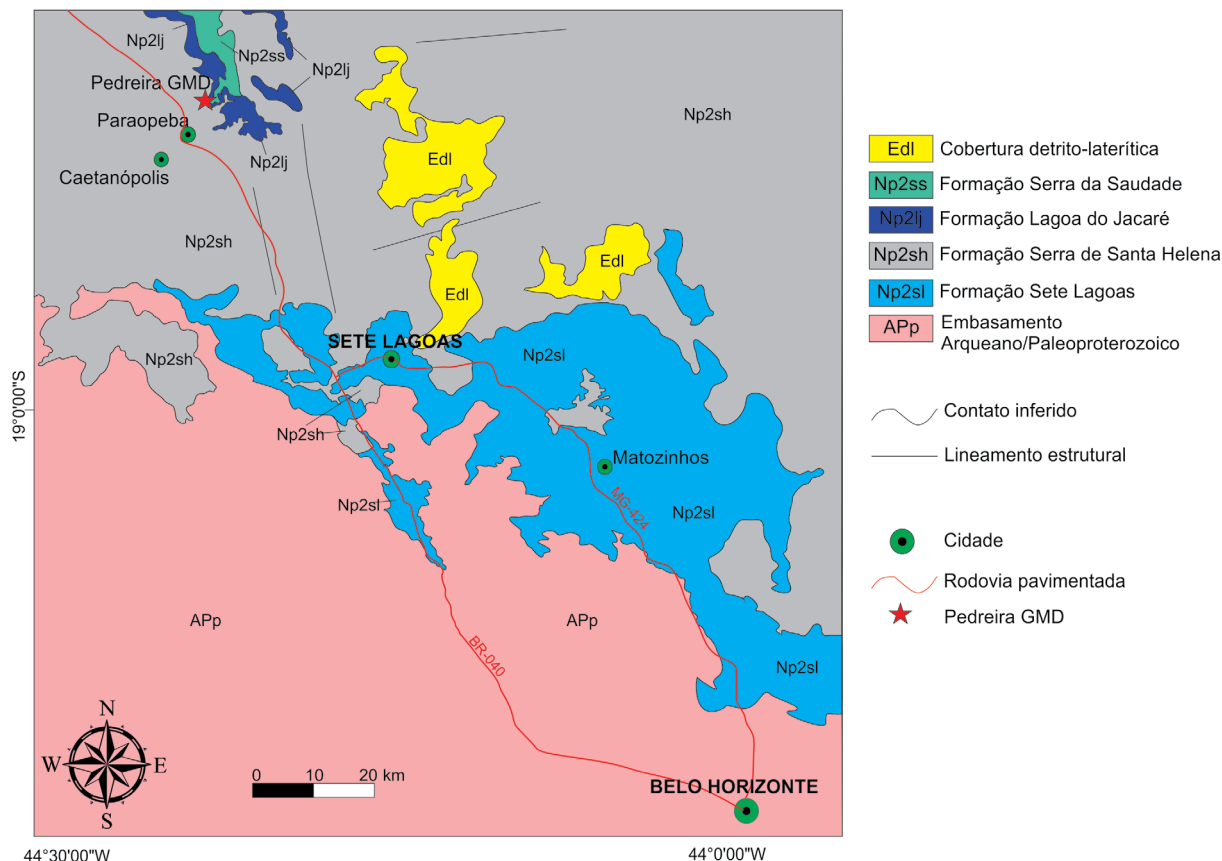 Np2lj
Np2ss
Np2lj
Pedreira GMD
Paraopeba
Np2lj
Caetanópolis
Np2sh
Edl
Np2sh
Edl
Edl
SETE LAGOAS
Np2sh
Np2sl
Np2sh
Matozinhos
Np2sl
MG-424
Np2sl
APp
APp
BR-040
Np2sl
BELO HORIZONTE
N
W
E
S
0 10 20 km
19°0'00"S
44°30'00"W
44°0'00"W
Edl Cobertura detrito-laterítica
Np2ss Formação Serra da Saudade
Np2lj Formação Lagoa do Jacaré
Np2sh Formação Serra de Santa Helena
Np2sl Formação Sete Lagoas
APp Embasamento
Arqueano/Paleoproterozoico
Contato inferido
Lineamento estrutural
Cidade
Rodovia pavimentada
Pedreira GMD